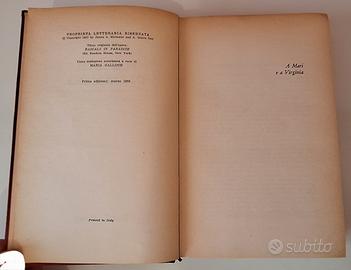 PROPRIETÀ LETTERARIA RISERVATA
© Copyright 1957 by James A. Michener and A. Grove Day
Titolo originale dell'opera:
RASCALS IN PARADISE
(Ed. Random House, New York)
Unica traduzione autorizzata a cura di
MARIA GALLONE
Prima edizione: marzo
Printed in Italy
A Mari
e a Virginia
subito